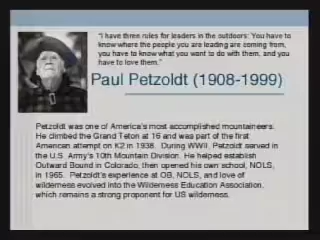 "I have three rules for leaders in the outdoors: You have to
know where the people you are leading are coming from,
you have to know what you want to do with them, and you
have to love them."
Paul Petzoldt (1908-1999)
Petzoldt was one of America's most accomplished mountaineers.
He climbed the Grand Teton at 16 and was part of the first
American attempt on K2 in 1938. During WWII, Petzoldt served in
the U.S. Army's 10th Mountain Division. He helped establish
Outward Bound in Colorado, then opened his own school, NOLS,
in 1965. Petzoldt's experience at OB, NOLS, and love of
wilderness evolved into the Wilderness Education Association,
which remains a strong proponent for US wilderness.